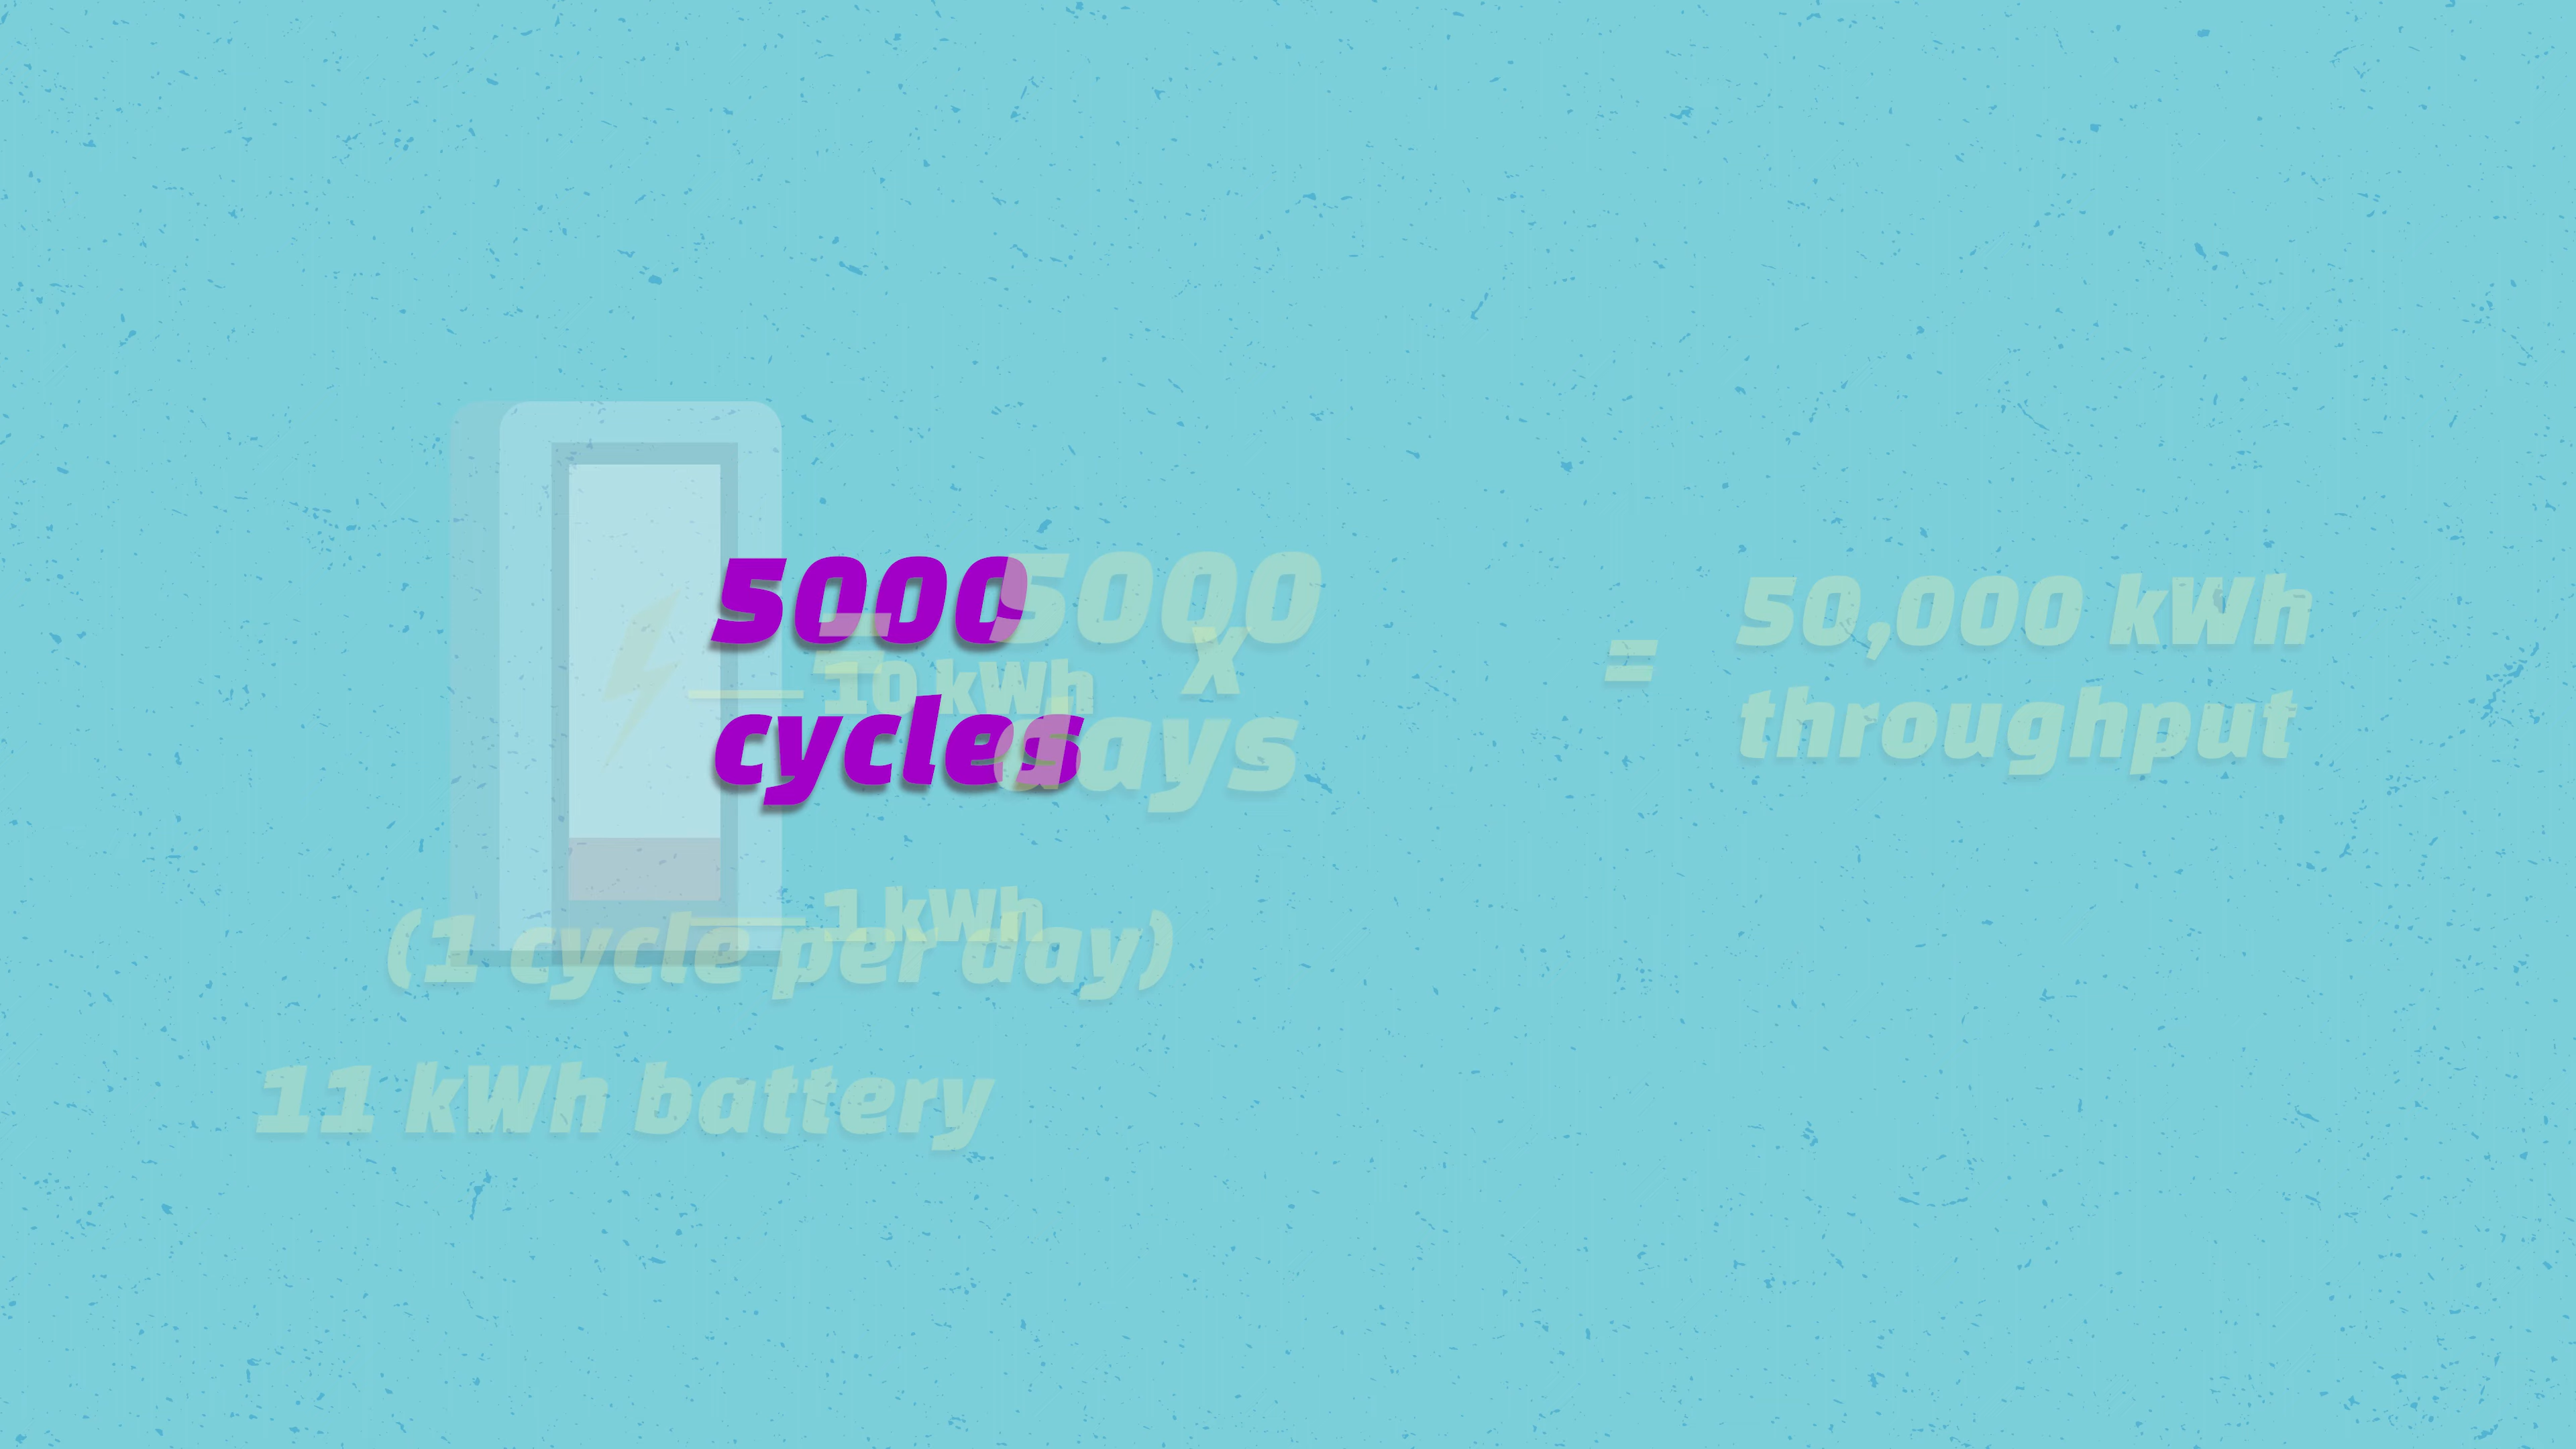 5000
cycles
=
5000
days
10 kWh
x
1 kWh
(1 cycle per day)
11 kWh battery
=
50,000 kWh
throughput